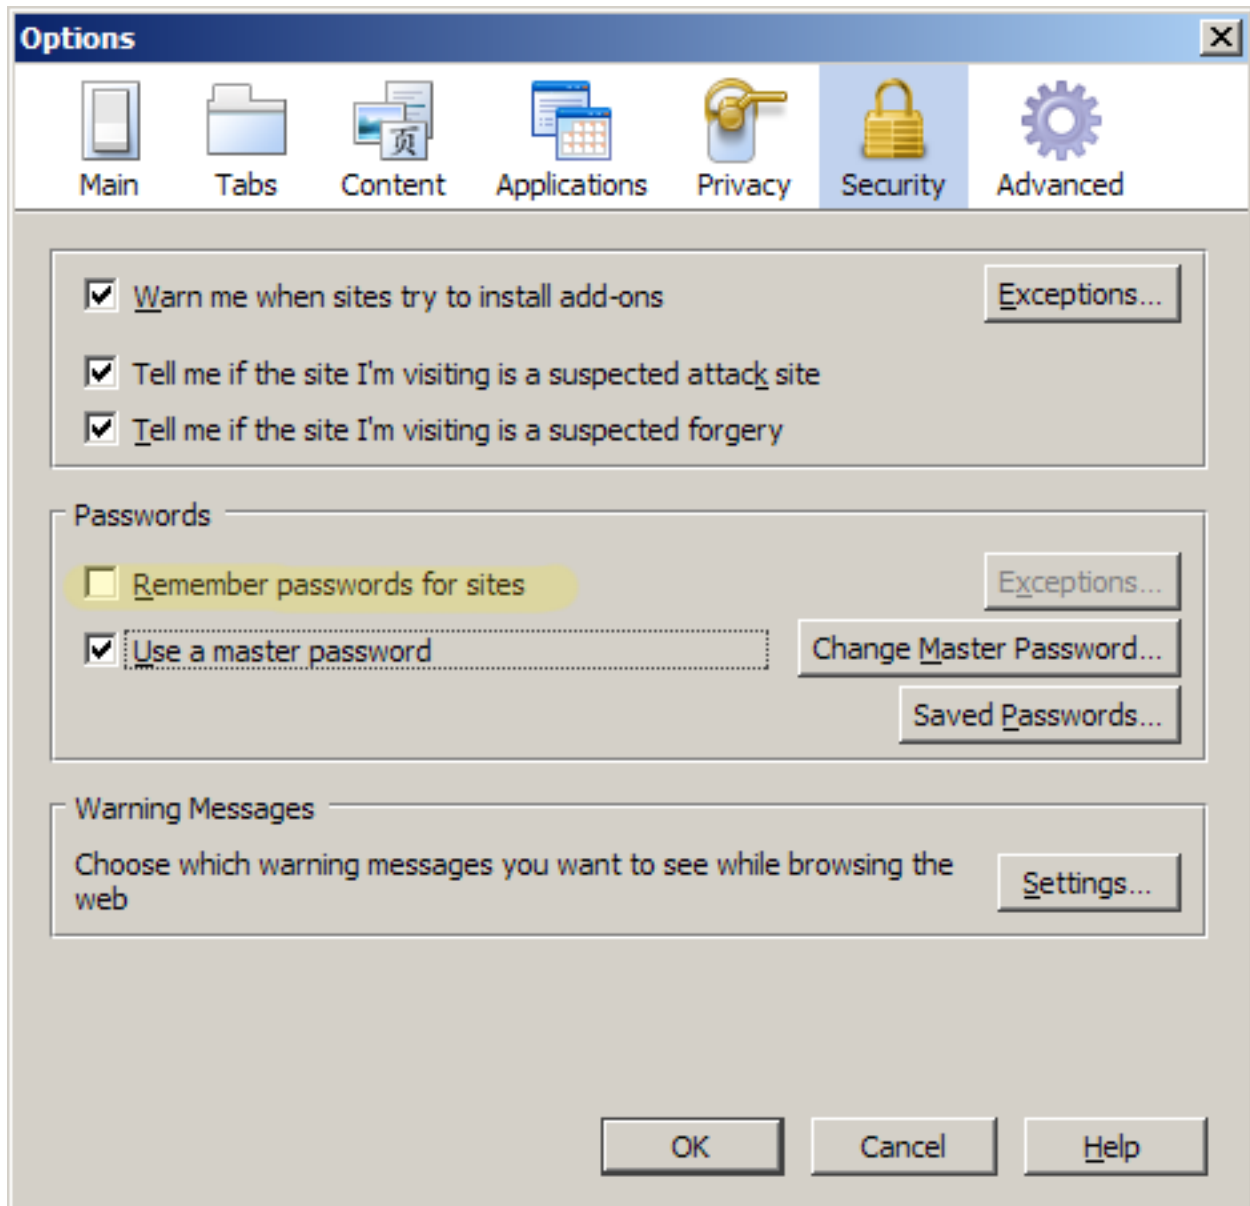 Options
页
Main Tabs Content Applications Privacy Security Advanced
Warn me when sites try to install add-ons Exceptions...
Tell me if the site I'm visiting is a suspected attack site
Tell me if the site I'm visiting is a suspected forgery
Passwords
Remember passwords for sites Exceptions...
Use a master password Change Master Password...
Saved Passwords...
Warning Messages
Choose which warning messages you want to see while browsing the
web
Settings...
OK Cancel Help